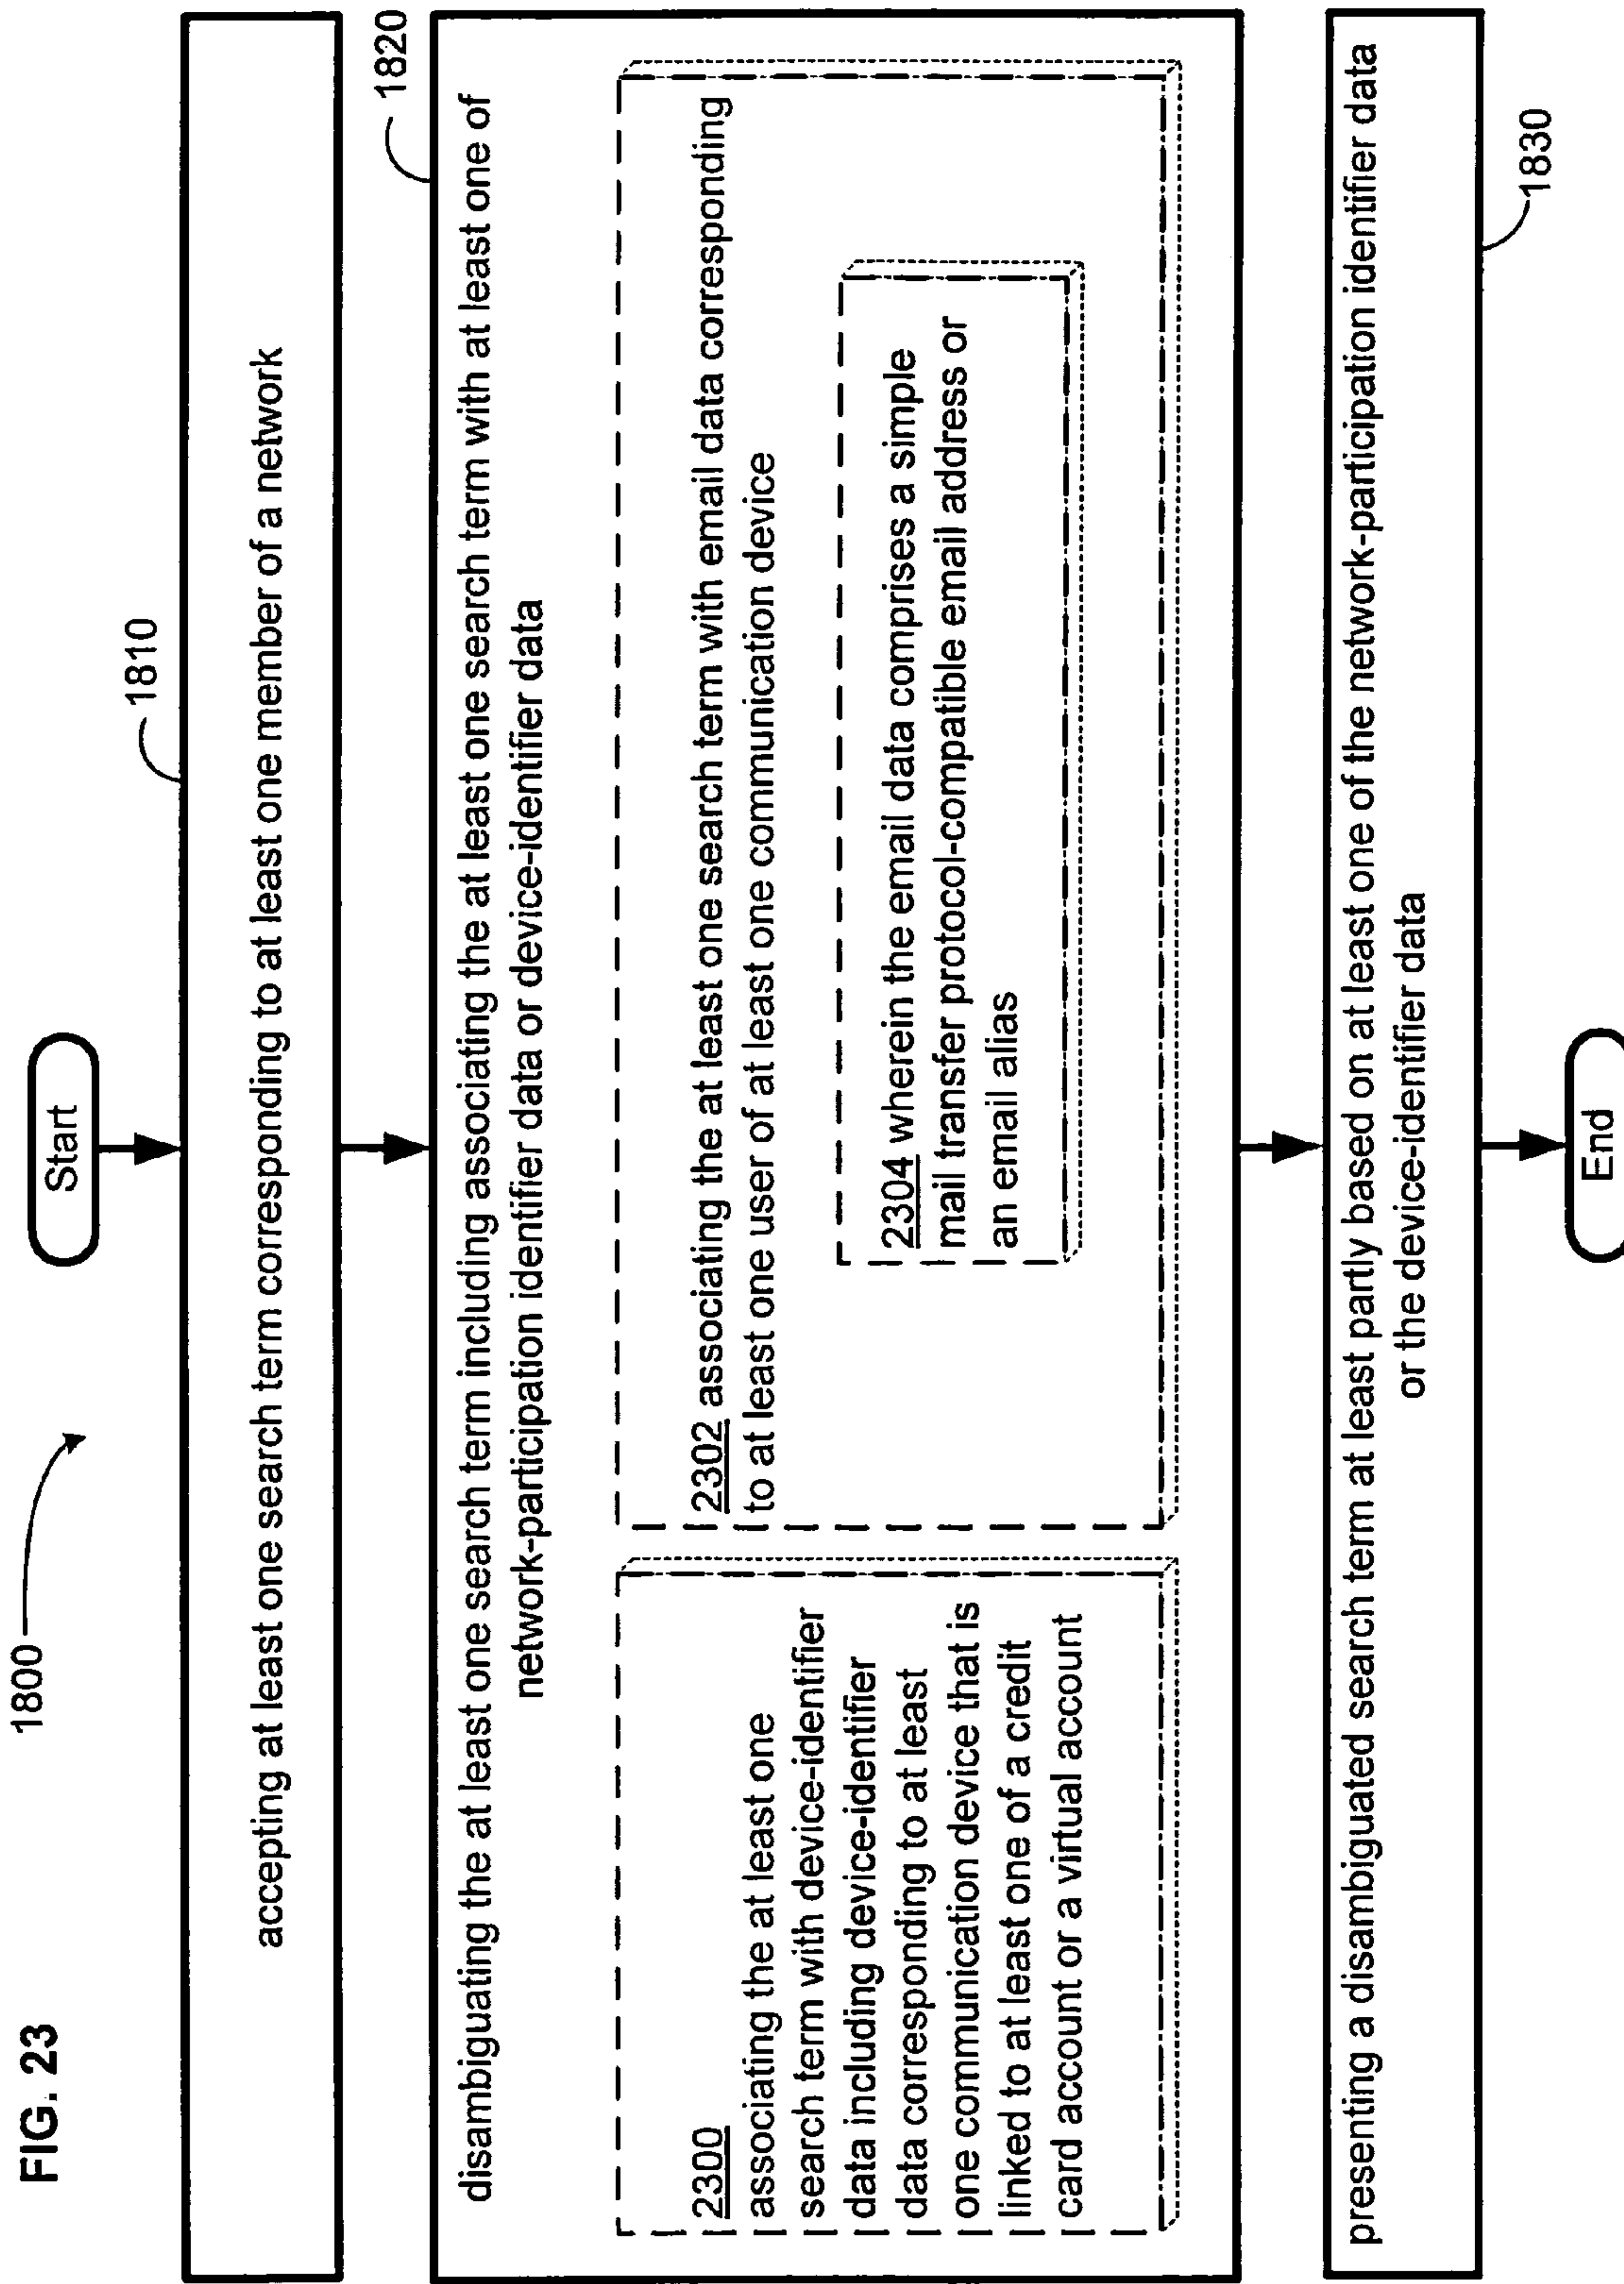 FIG. 23
1800
Start
1810
accepting at least one search term corresponding to at least one member of a network
1820
disambiguating the at least one search term including associating the at least one search term with at least one of
network-participation identifier data or device-identifier data
2300
associating the at least one
search term with device-identifier
data including device-identifier
data corresponding to at least
one communication device that is
linked to at least one of a credit
card account or a virtual account
2302 associating the at least one search term with email data corresponding
to at least one user of at least one communication device
2304 wherein the email data comprises a simple
mail transfer protocol-compatible email address or
an email alias
presenting a disambiguated search term at least partly based on at least one of the network-participation identifier data
or the device-identifier data
1830
End